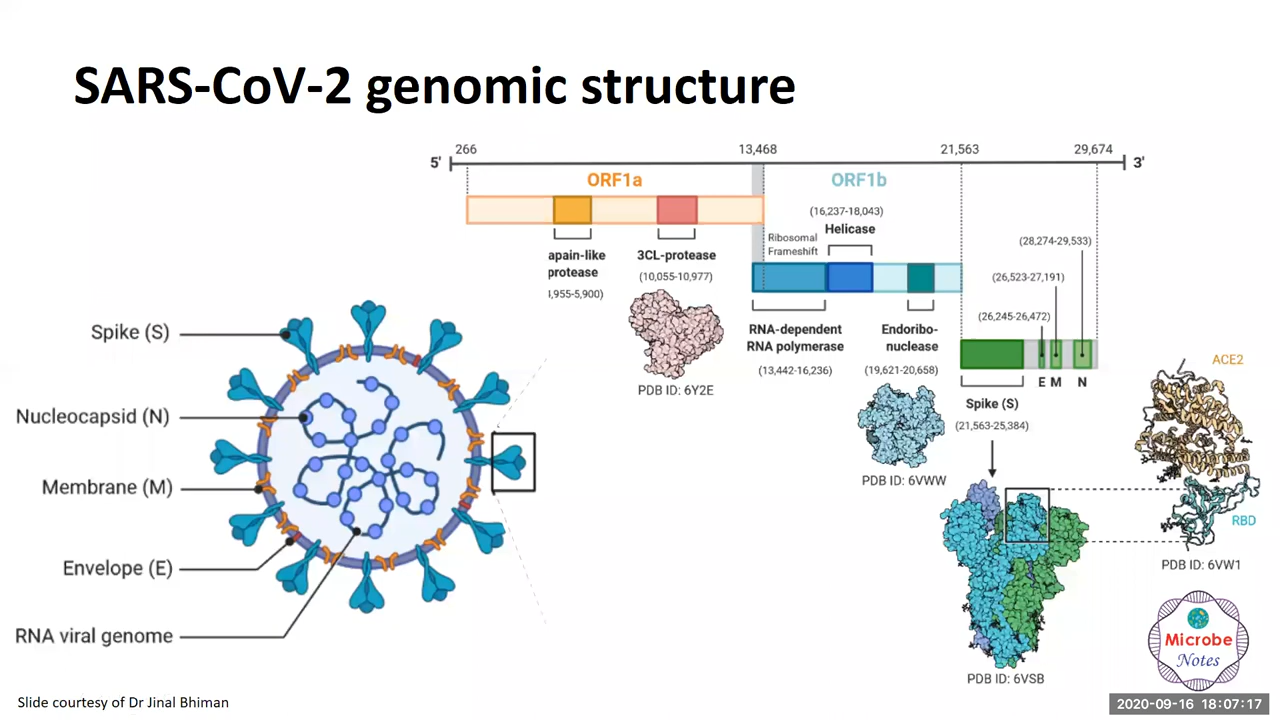 SARS-CoV-2 genomic structure
5'
266
13,468
21,563
29,674
3'
ORF1a
ORF1b
(16,237-18,043)
Helicase
Ribosomal
Frameshift
apain-like
protease
,955-5,900)
3CL-protease
(10,055-10,977)
PDB ID: 6Y2E
RNA-dependent
RNA polymerase
(13,442-16,236)
Endoribo-
nuclease
(19,621-20,658)
PDB ID: 6VWW
(28,274-29,533)
(26,523-27,191)
(26,245-26,472)
E M N
Spike (S)
(21,563-25,384)
PDB ID: 6VSB
ACE2
RBD
PDB ID: 6VW1
Spike (S)
Nucleocapsid (N)
Membrane (M)
Envelope (E)
RNA viral genome
Microbe
Notes
Slide courtesy of Dr Jinal Bhiman
2020-09-16 18:07:17